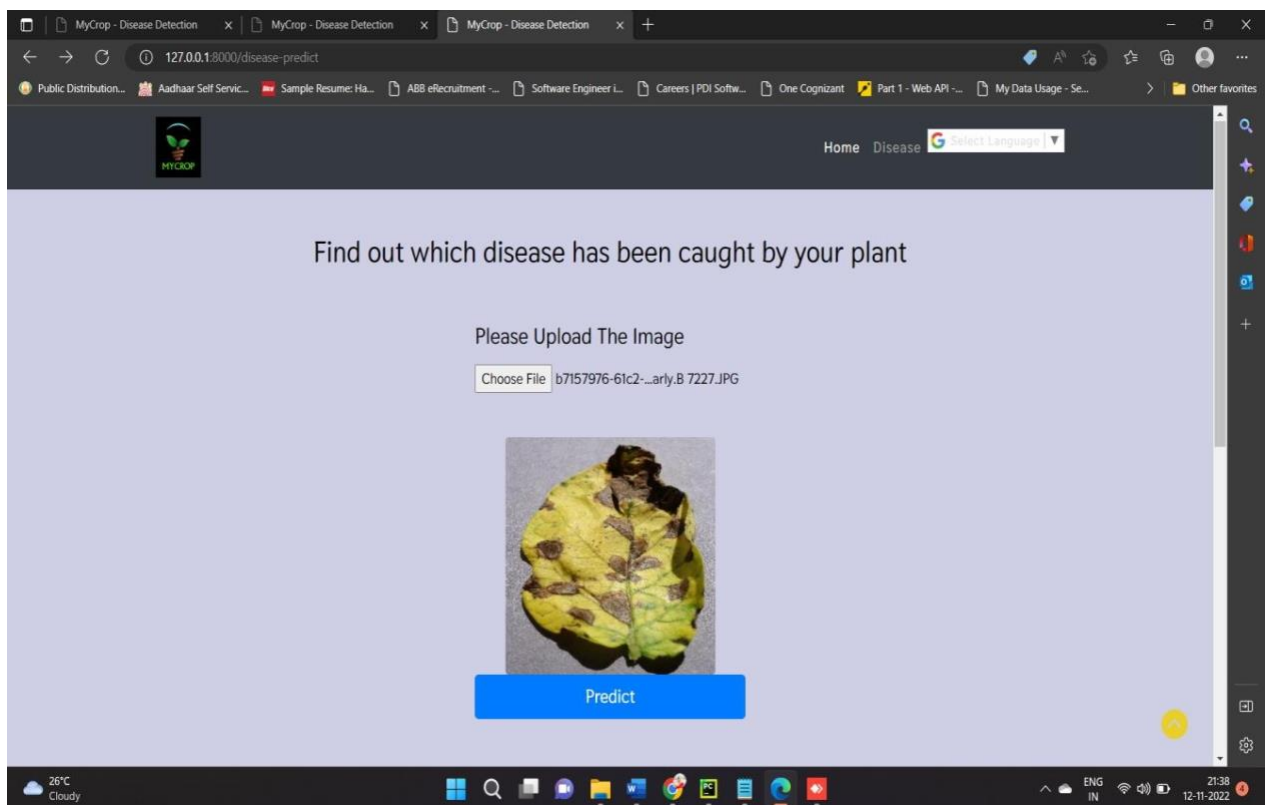 MyCrop - Disease Detection
MyCrop - Disease Detection
MyCrop - Disease Detection
127.0.0.1:8000/disease-predict
Public Distribution...
Aadhaar Self Servic...
Sample Resume: Ha...
ABB eRecruitment -...
Software Engineer i...
Careers | PDI Softw...
One Cognizant
Part 1 - Web API -...
My Data Usage - Se...
Other favorites
MYCROP
Home
Disease
Select Language
Find out which disease has been caught by your plant
Please Upload The Image
Choose File b7157976-61c2-...arly.B 7227.JPG
Predict
26°C
Cloudy
ENG
IN
21:38
12-11-2022
4